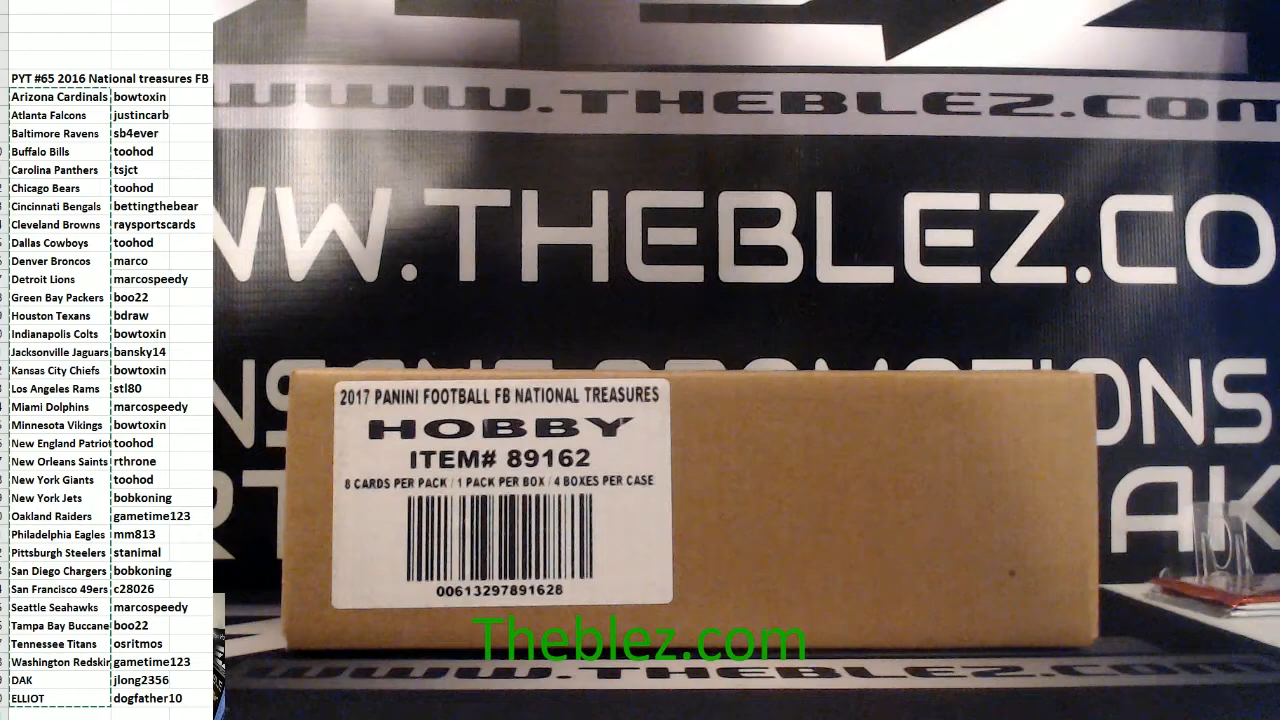 PYT #65 2016 National treasures FB
Arizona Cardinals bowtoxin
Atlanta Falcons justincarb
Baltimore Ravens sb4ever
Buffalo Bills toohod
Carolina Panthers tsjct
Chicago Bears toohod
Cincinnati Bengals bettingthebear
Cleveland Browns raysportscards
Dallas Cowboys toohod
Denver Broncos marco
Detroit Lions marcospeedy
Green Bay Packers boo22
Houston Texans bdraw
Indianapolis Colts bowtoxin
Jacksonville Jaguars bansky14
Kansas City Chiefs bowtoxin
Los Angeles Rams stl80
Miami Dolphins marcospeedy
Minnesota Vikings bowtoxin
New England Patriot toohod
New Orleans Saints rthrone
New York Giants toohod
New York Jets bobkoning
Oakland Raiders gametime123
Philadelphia Eagles mm813
Pittsburgh Steelers stanimal
San Diego Chargers bobkoning
San Francisco 49ers c28026
Seattle Seahawks marcospeedy
Tampa Bay Buccane boo22
Tennessee Titans osritmos
Washington Redskin gametime123
DAK jlong2356
ELLIOT dogfather10
WWW.THEBLEZ.COM
WW.THEBLEZ.CO
2017 PANINI FOOTBALL FB NATIONAL TREASURES
HOBBY
ITEM# 89162
8 CARDS PER PACK / 1 PACK PER BOX / 4 BOXES PER CASE
00613297891628
Theblez.com
WWW.THEBLEZ.COM